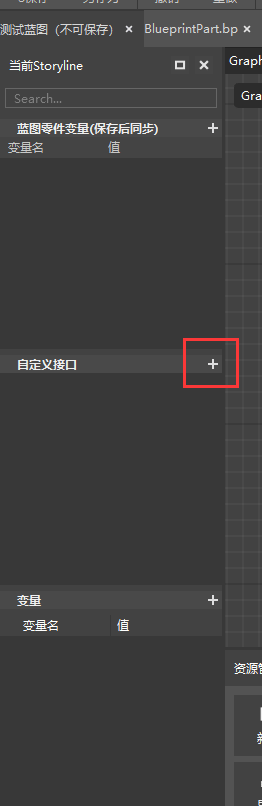 测试蓝图（不可保存） × BlueprintPart.bp ×
当前Storyline
Grap
Search...
Gra
蓝图零件变量(保存后同步) +
变量名 值
自定义接口 +
变量 +
变量名 值
资源管